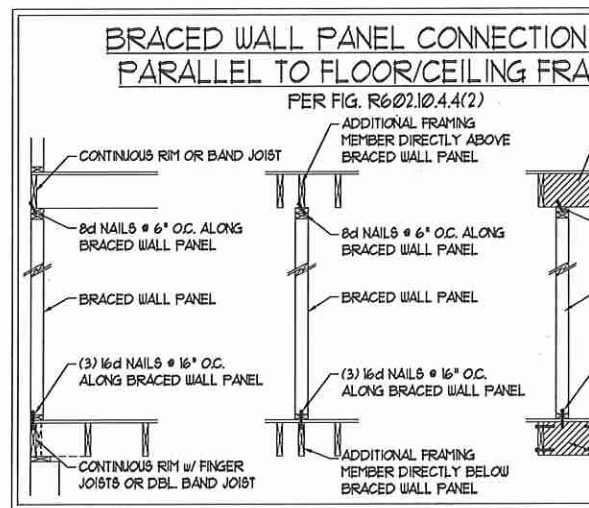 BRACED WALL PANEL CONNECTION
PARALLEL TO FLOOR/CEILING FRA
PER FIG. R602.10.4.4(2)
CONTINUOUS RIM OR BAND JOIST
8d NAILS @ 6" O.C. ALONG
BRACED WALL PANEL
BRACED WALL PANEL
(3) 16d NAILS @ 16" O.C.
ALONG BRACED WALL PANEL
CONTINUOUS RIM w/ FINGER
JOISTS OR DBL. BAND JOIST
ADDITIONAL FRAMING
MEMBER DIRECTLY ABOVE
BRACED WALL PANEL
8d NAILS @ 6" O.C. ALONG
BRACED WALL PANEL
BRACED WALL PANEL
(3) 16d NAILS @ 16" O.C.
ALONG BRACED WALL PANEL
ADDITIONAL FRAMING
MEMBER DIRECTLY BELOW
BRACED WALL PANEL